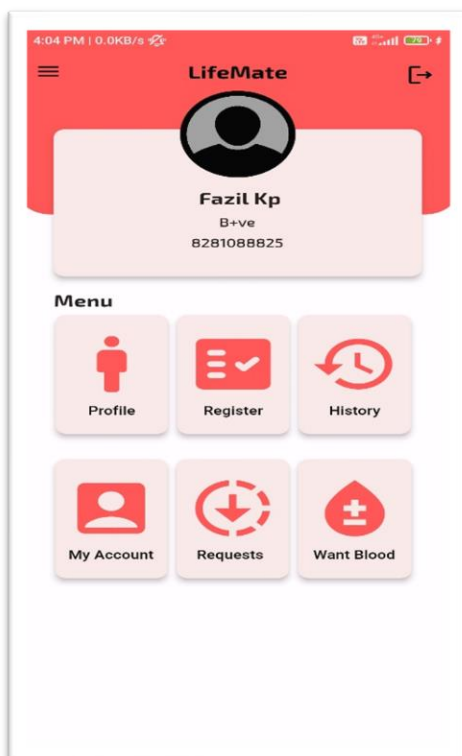 4:04 PM | 0.0KB/s
LifeMate
Fazil Kp
B+ve
8281088825
Menu
Profile Register History
My Account Requests Want Blood